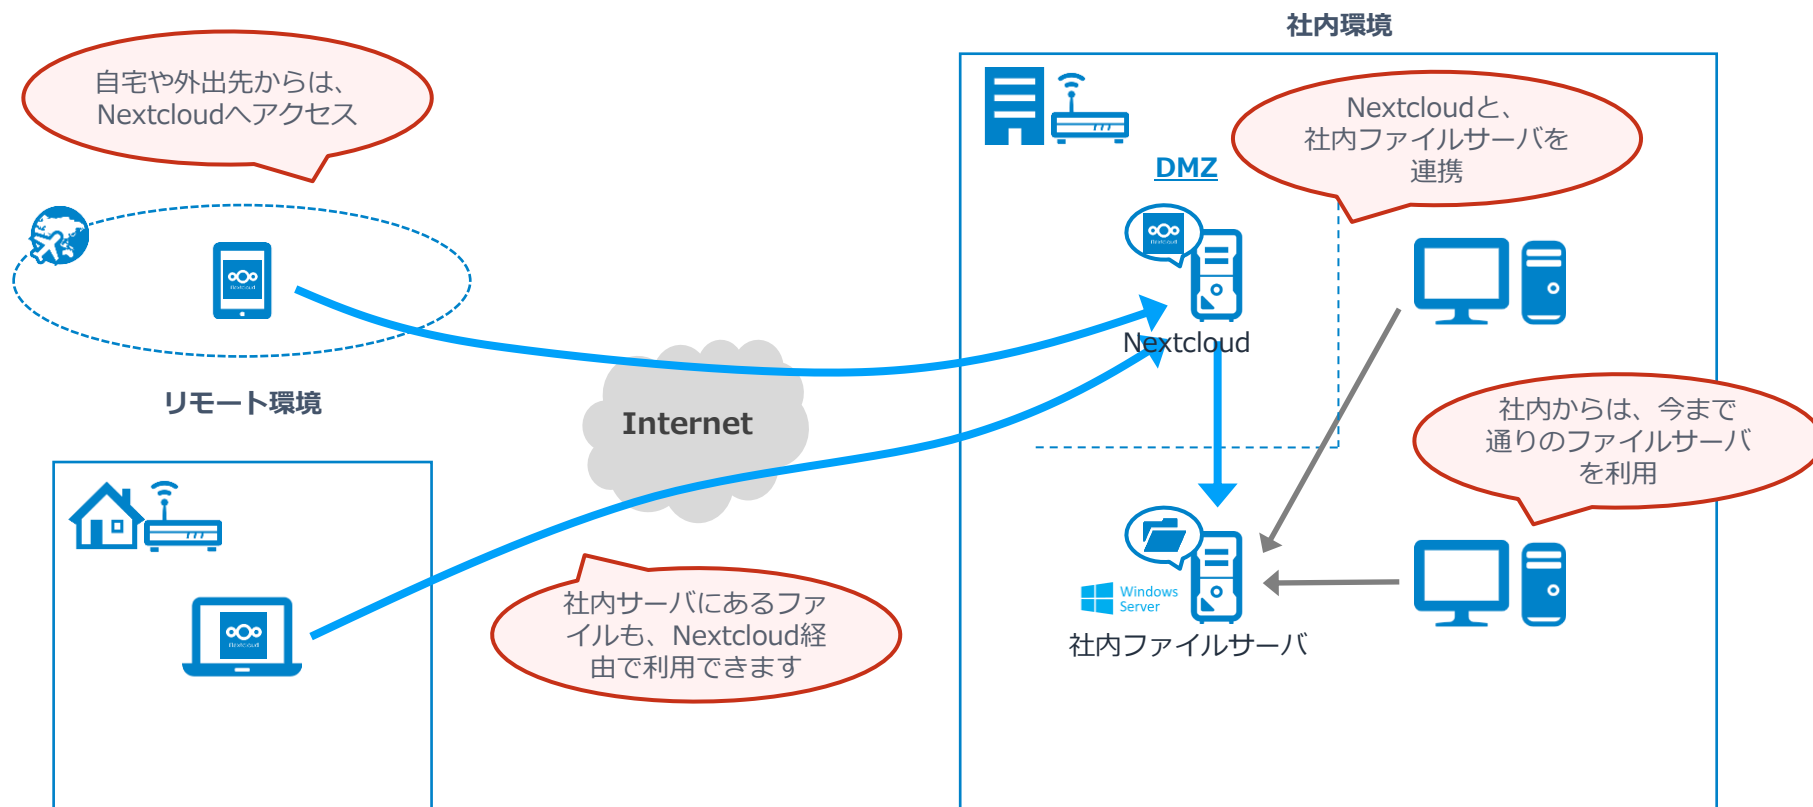 社内環境
自宅や外出先からは、
Nextcloudへアクセス
Nextcloudと、
社内ファイルサーバを
連携
DMZ
Nextcloud
Nextcloud
Nextcloud
リモート環境
Internet
社内からは、今まで
通りのファイルサーバ
を利用
社内サーバにあるファ
イルも、Nextcloud経
由で利用できます
Windows
Server
社内ファイルサーバ
Nextcloud